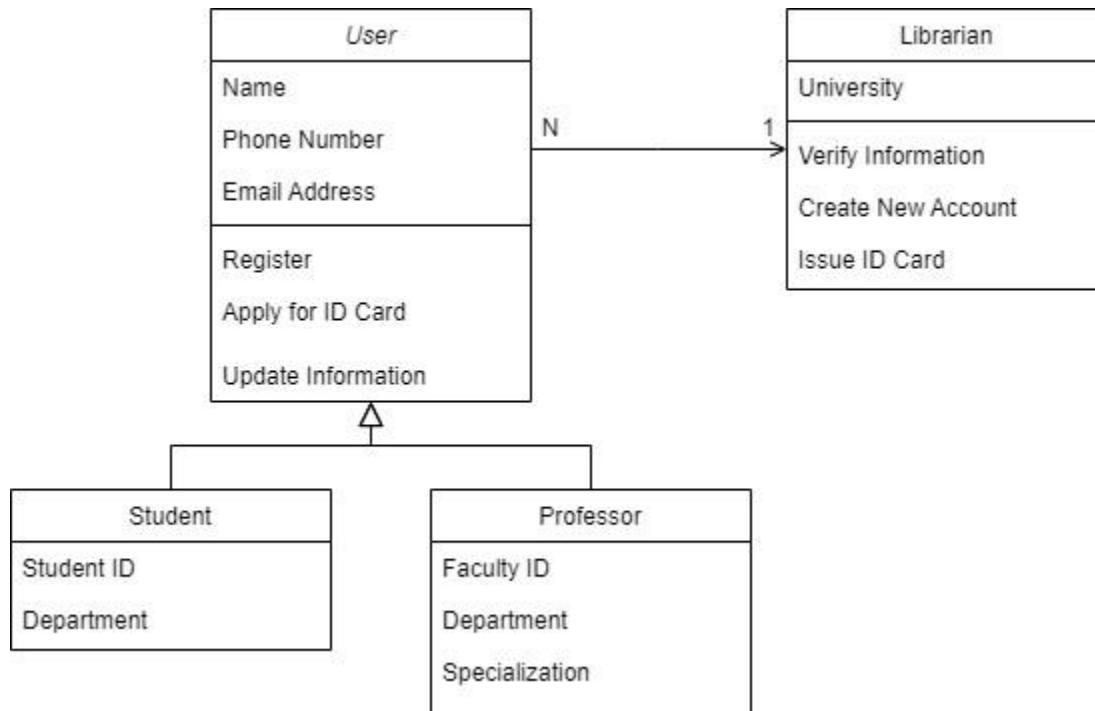 User
Name
Phone Number
Email Address
Register
Apply for ID Card
Update Information
N
1
Librarian
University
Verify Information
Create New Account
Issue ID Card
Student
Student ID
Department
Professor
Faculty ID
Department
Specialization